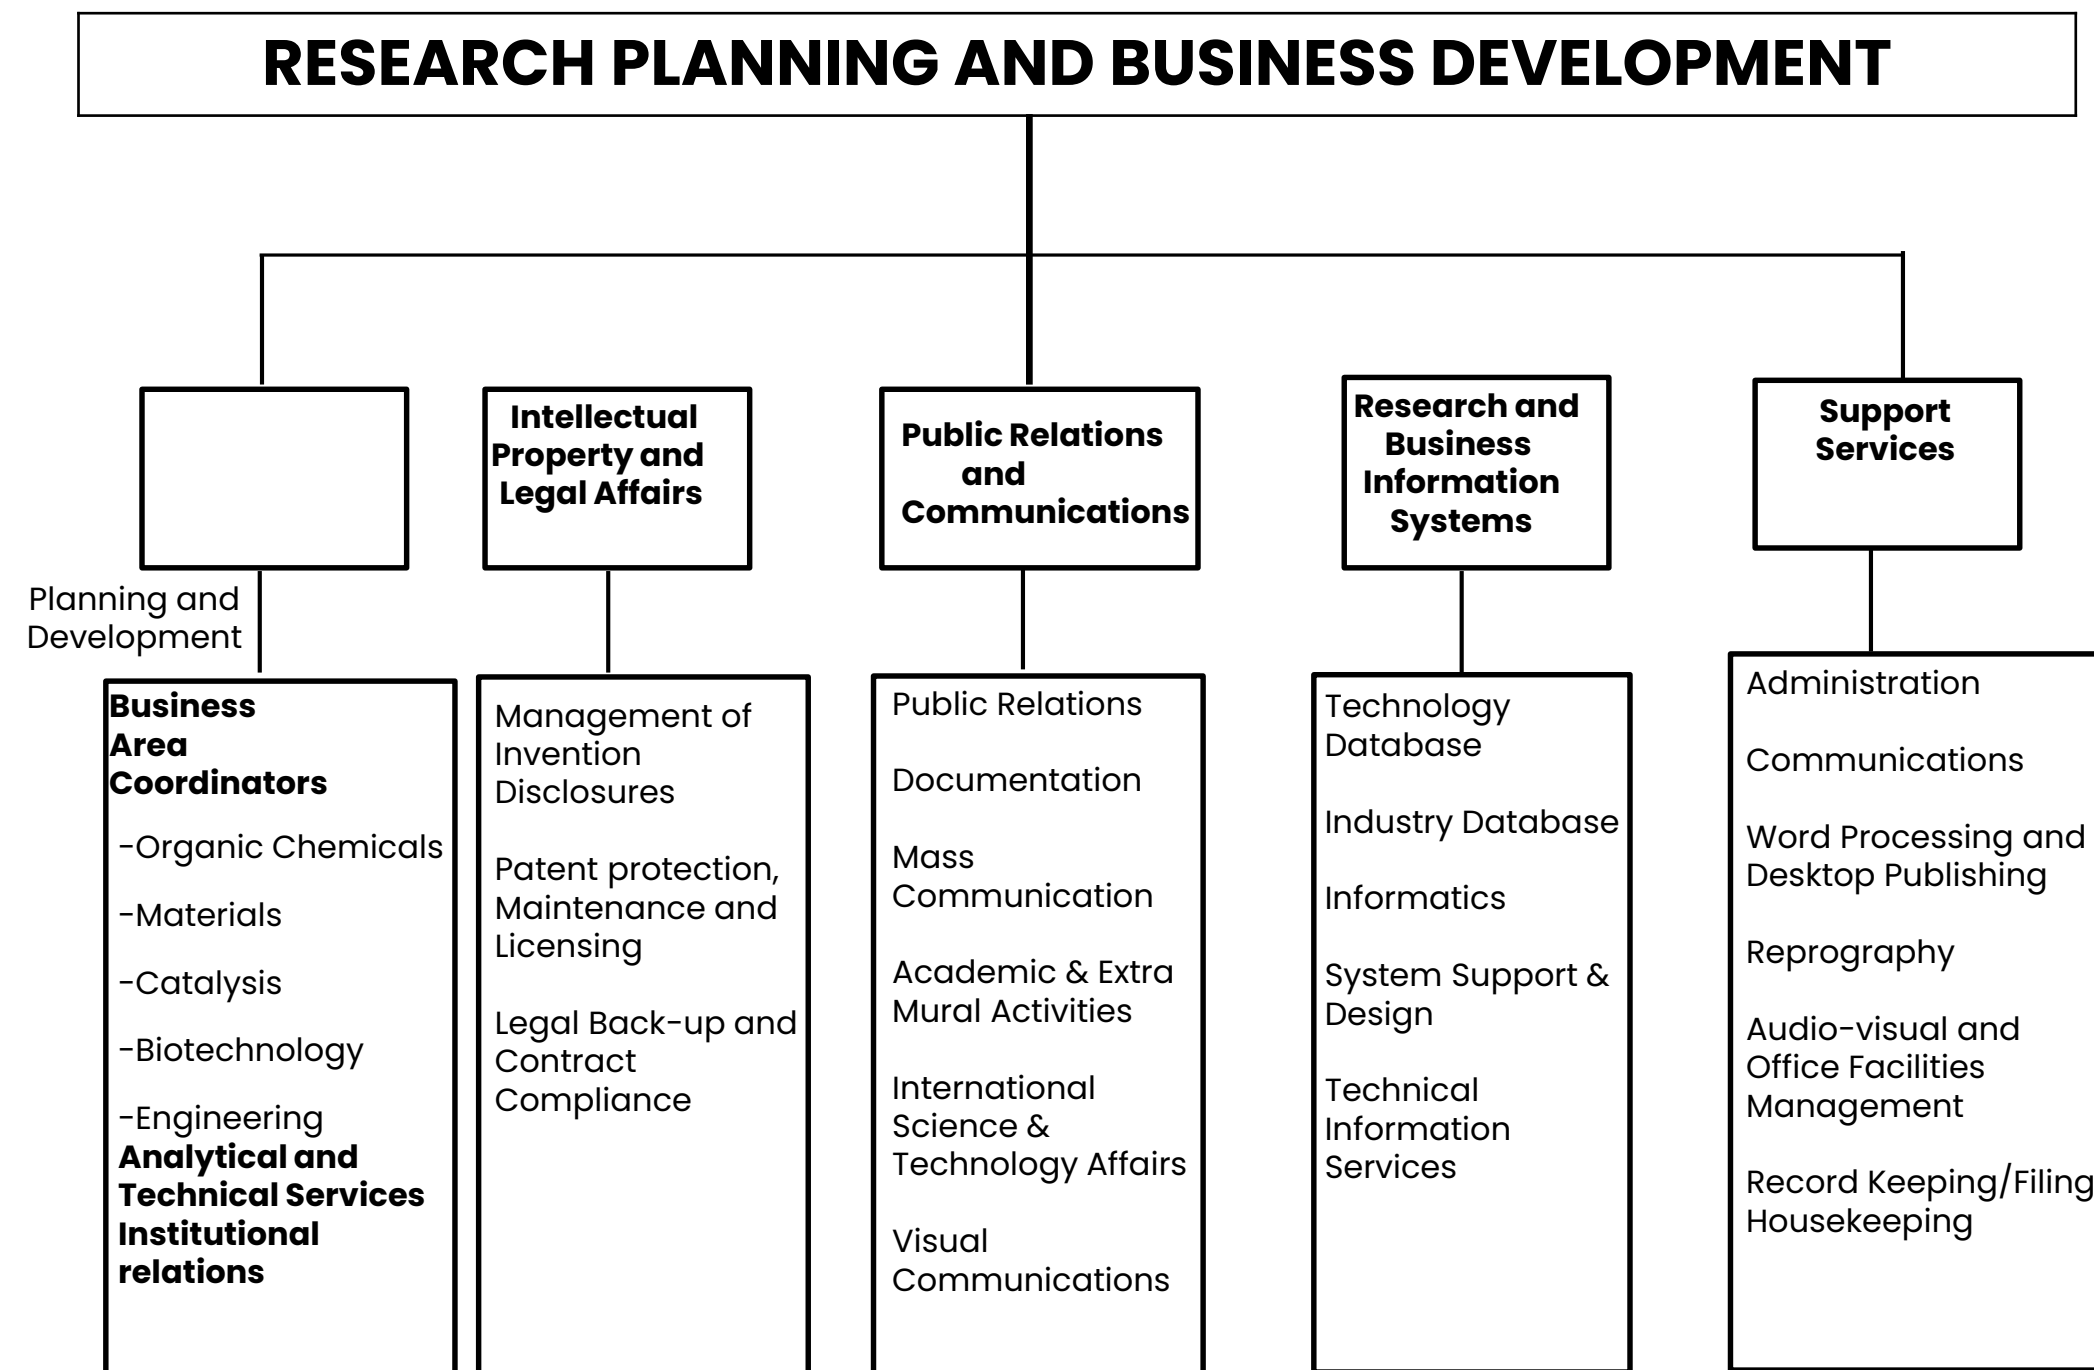 RESEARCH PLANNING AND BUSINESS DEVELOPMENT
Planning and
Development
Business
Area
Coordinators
-Organic Chemicals
-Materials
-Catalysis
-Biotechnology
-Engineering
Analytical and
Technical Services
Institutional
relations
Intellectual
Property and
Legal Affairs
Management of
Invention
Disclosures
Patent protection,
Maintenance and
Licensing
Legal Back-up and
Contract
Compliance
Public Relations
and
Communications
Public Relations
Documentation
Mass
Communication
Academic & Extra
Mural Activities
International
Science &
Technology Affairs
Visual
Communications
Research and
Business
Information
Systems
Technology
Database
Industry Database
Informatics
System Support &
Design
Technical
Information
Services
Support
Services
Administration
Communications
Word Processing and
Desktop Publishing
Reprography
Audio-visual and
Office Facilities
Management
Record Keeping/Filing
Housekeeping